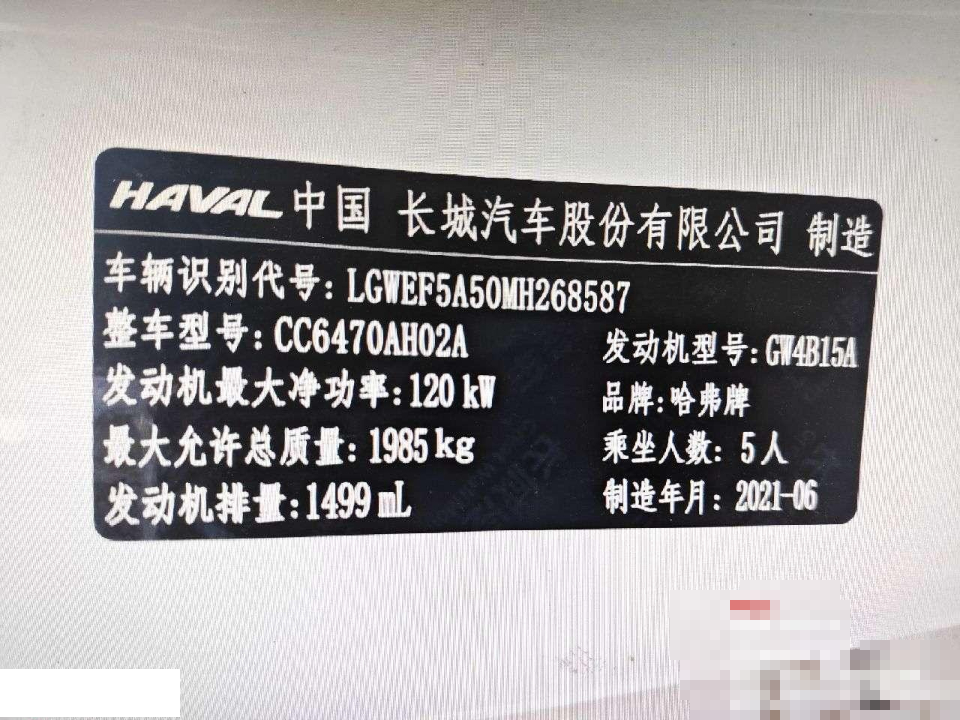 HAVAL 中国 长城汽车股份有限公司 制造
车辆识别代号: LGWEF5A50MH268587
整车型号: CC6470AH02A 发动机型号: GW4B15A
发动机最大净功率: 120 kW 品牌: 哈弗牌
最大允许总质量: 1985 kg 乘坐人数: 5人
发动机排量: 1499 mL 制造年月: 2021-06